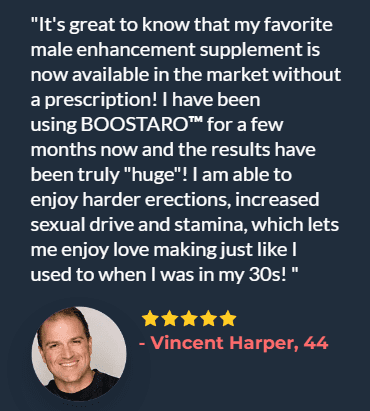 "It's great to know that my favorite
male enhancement supplement is
now available in the market without
a prescription! I have been
using BOOSTARO™ for a few
months now and the results have
been truly "huge"! I am able to
enjoy harder erections, increased
sexual drive and stamina, which lets
me enjoy love making just like I
used to when I was in my 30s! "
- Vincent Harper, 44